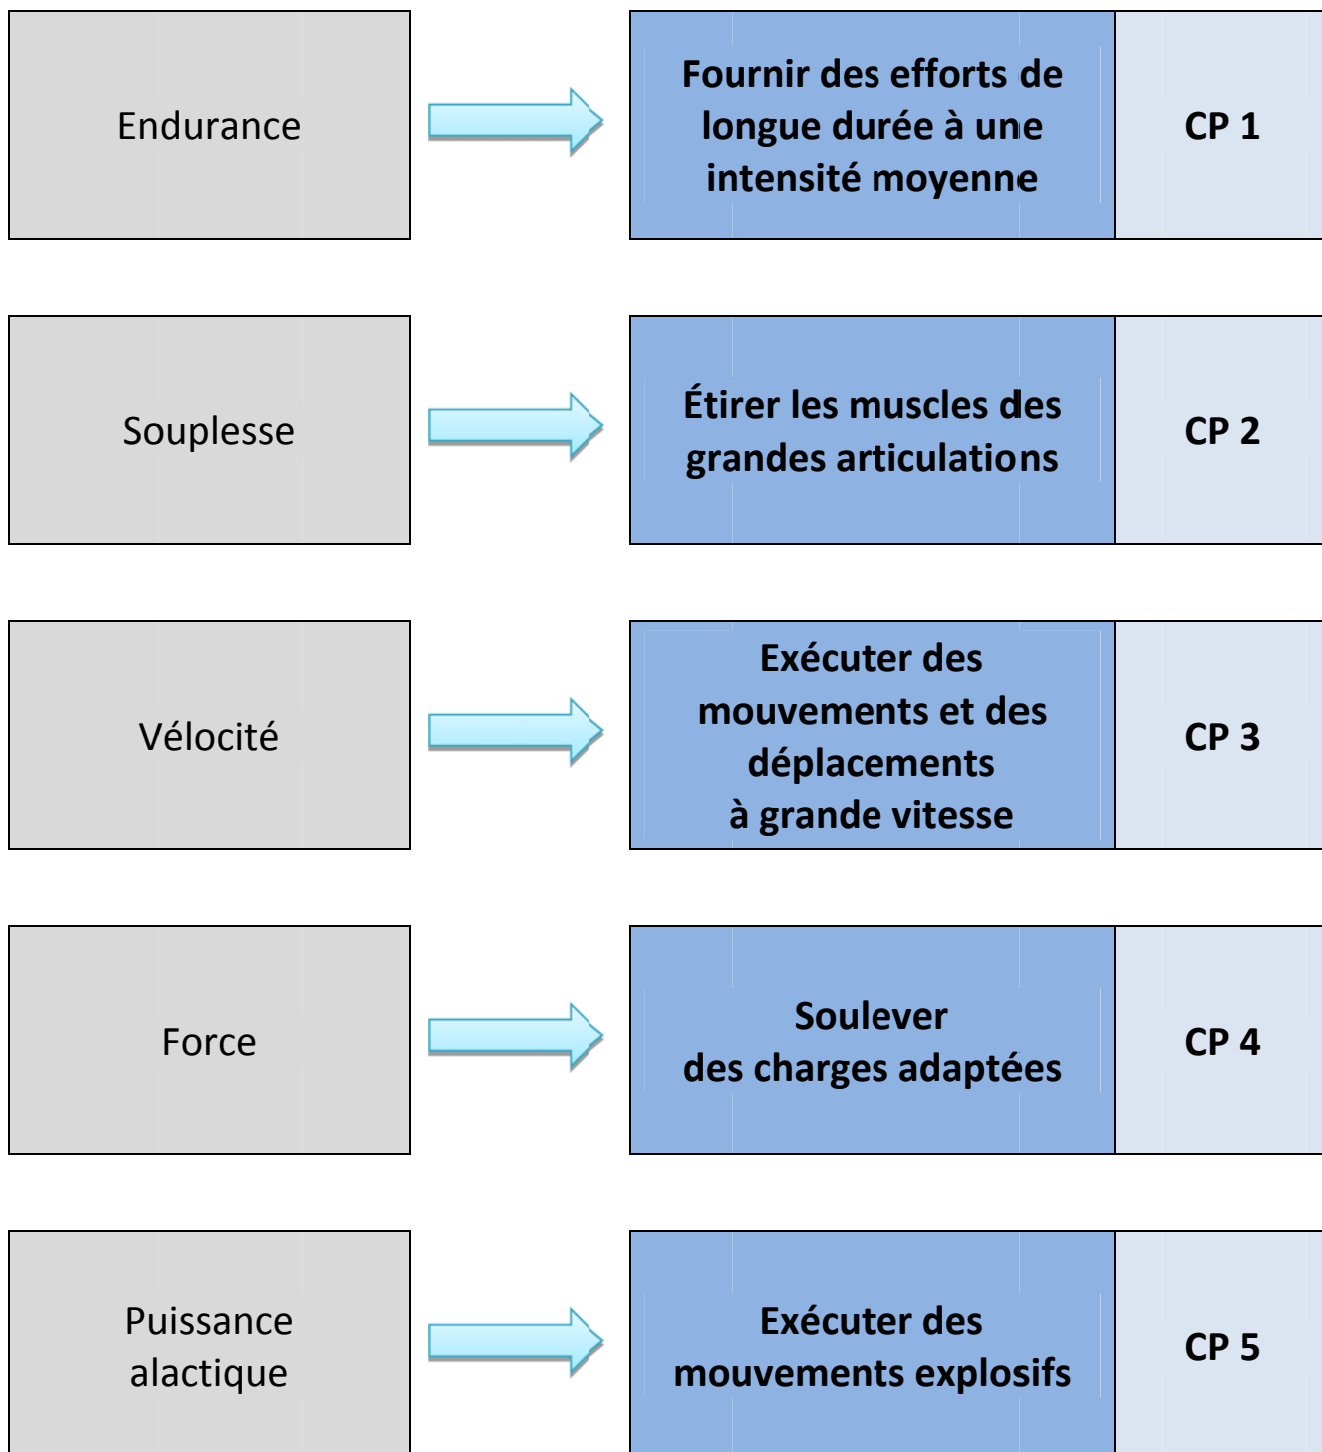 Endurance
Fournir des efforts de
longue durée à une
intensité moyenne
CP 1
Souplesse
Étirer les muscles des
grandes articulations
CP 2
Vélocité
Exécuter des
mouvements et des
déplacements
à grande vitesse
CP 3
Force
Soulever
des charges adaptées
CP 4
Puissance
alactique
Exécuter des
mouvements explosifs
CP 5